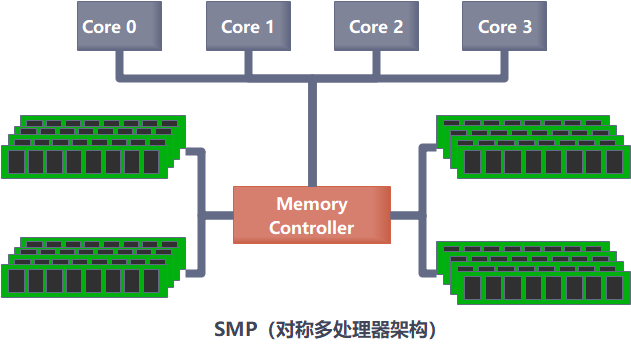 Core 0
Core 1
Core 2
Core 3
Memory
Controller
SMP（对称多处理器架构）